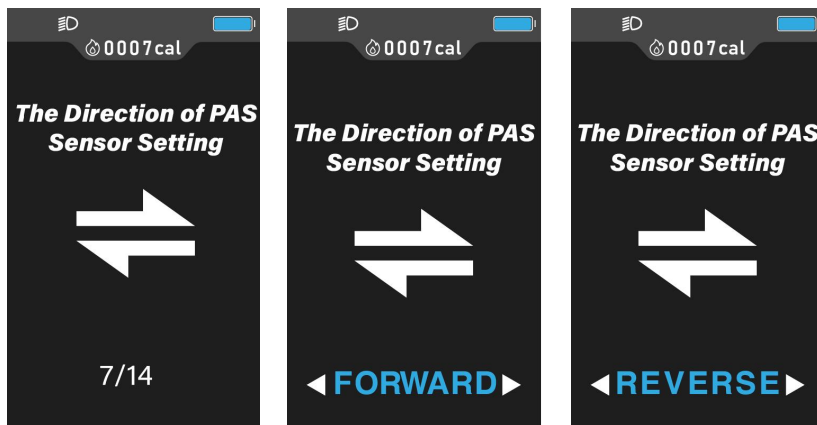 0007cal
The Direction of PAS
Sensor Setting
7/14
0007cal
The Direction of PAS
Sensor Setting
FORWARD
0007cal
The Direction of PAS
Sensor Setting
REVERSE